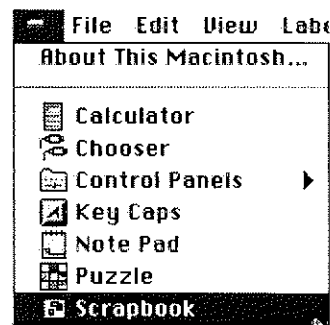 File Edit View Labe
About This Macintosh...
Calculator
Chooser
Control Panels
Key Caps
Note Pad
Puzzle
Scrapbook